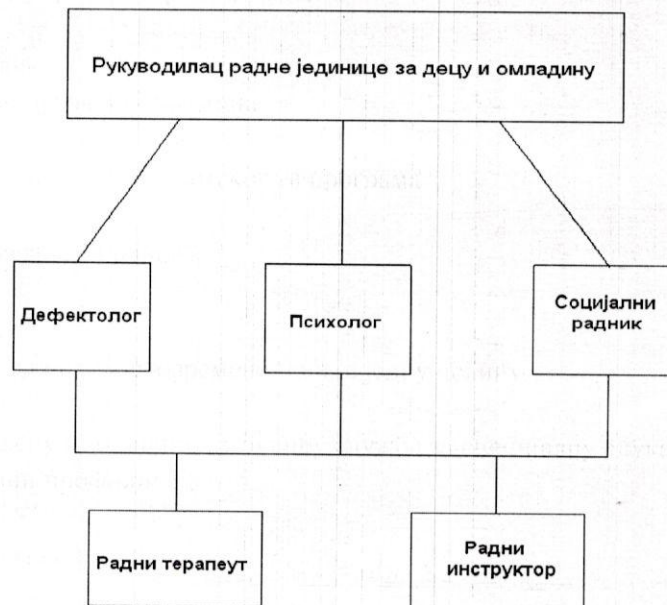 Руководилац радне јединице за децу и омладину
Дефектолог
Психолог
Социјални
радник
Радни терапеут
Радни
инструктор